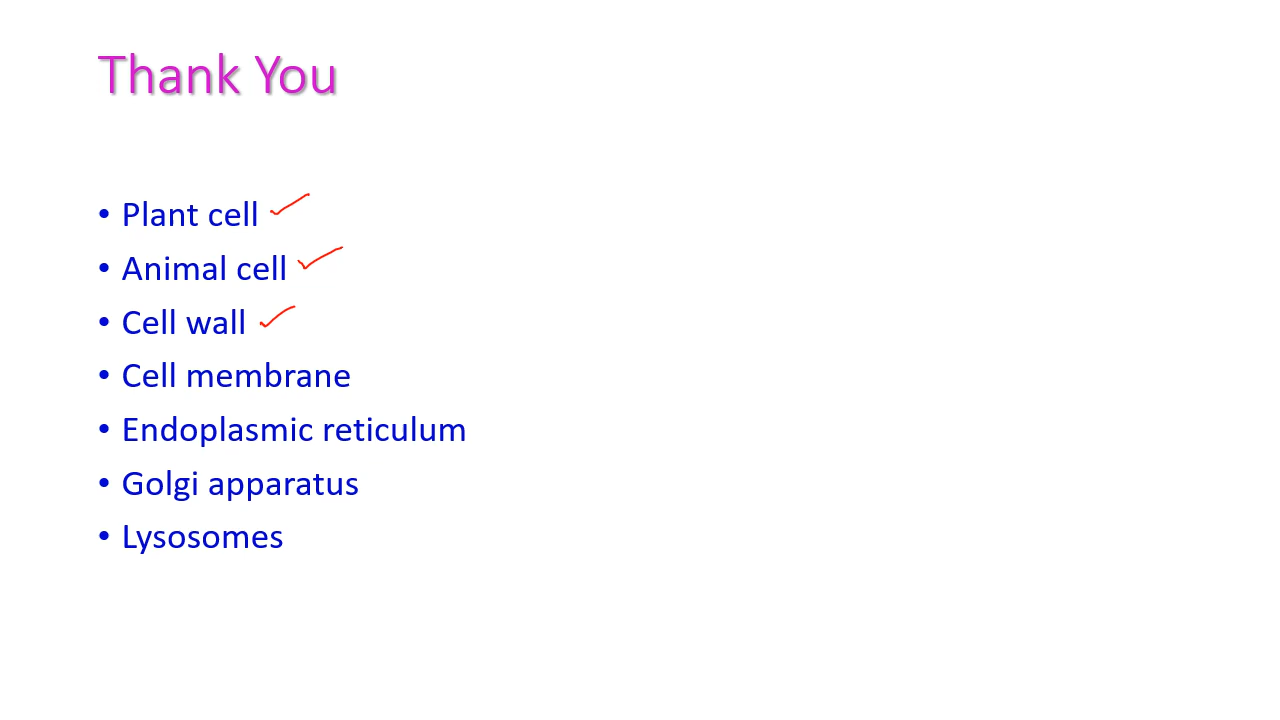 Thank You
• Plant cell ✓
• Animal cell ✓
• Cell wall ✓
• Cell membrane
• Endoplasmic reticulum
• Golgi apparatus
• Lysosomes